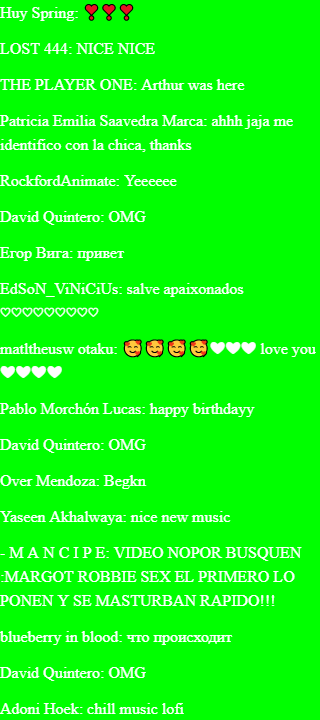 Huy Spring: ❣❣❣
LOST 444: NICE NICE
THE PLAYER ONE: Arthur was here
Patricia Emilia Saavedra Marca: ahhh jaja me
identifico con la chica, thanks
RockfordAnimate: Yeeeeee
David Quintero: OMG
Егор Вига: привет
EdSoN_ViNiCiUs: salve apaixonados
♡♡♡♡♡♡♡♡♡
matltheusw otaku: 🥰🥰🥰🥰🤍🤍🤍 love you
🤍🤍🤍🤍
Pablo Morchón Lucas: happy birthdayy
David Quintero: OMG
Over Mendoza: Begkn
Yaseen Akhalwaya: nice new music
- M A N C I P E: VIDEO NOPOR BUSQUEN
:MARGOT ROBBIE SEX EL PRIMERO LO
PONEN Y SE MASTURBAN RAPIDO!!!
blueberry in blood: что происходит
David Quintero: OMG
Adoni Hoek: chill music lofi